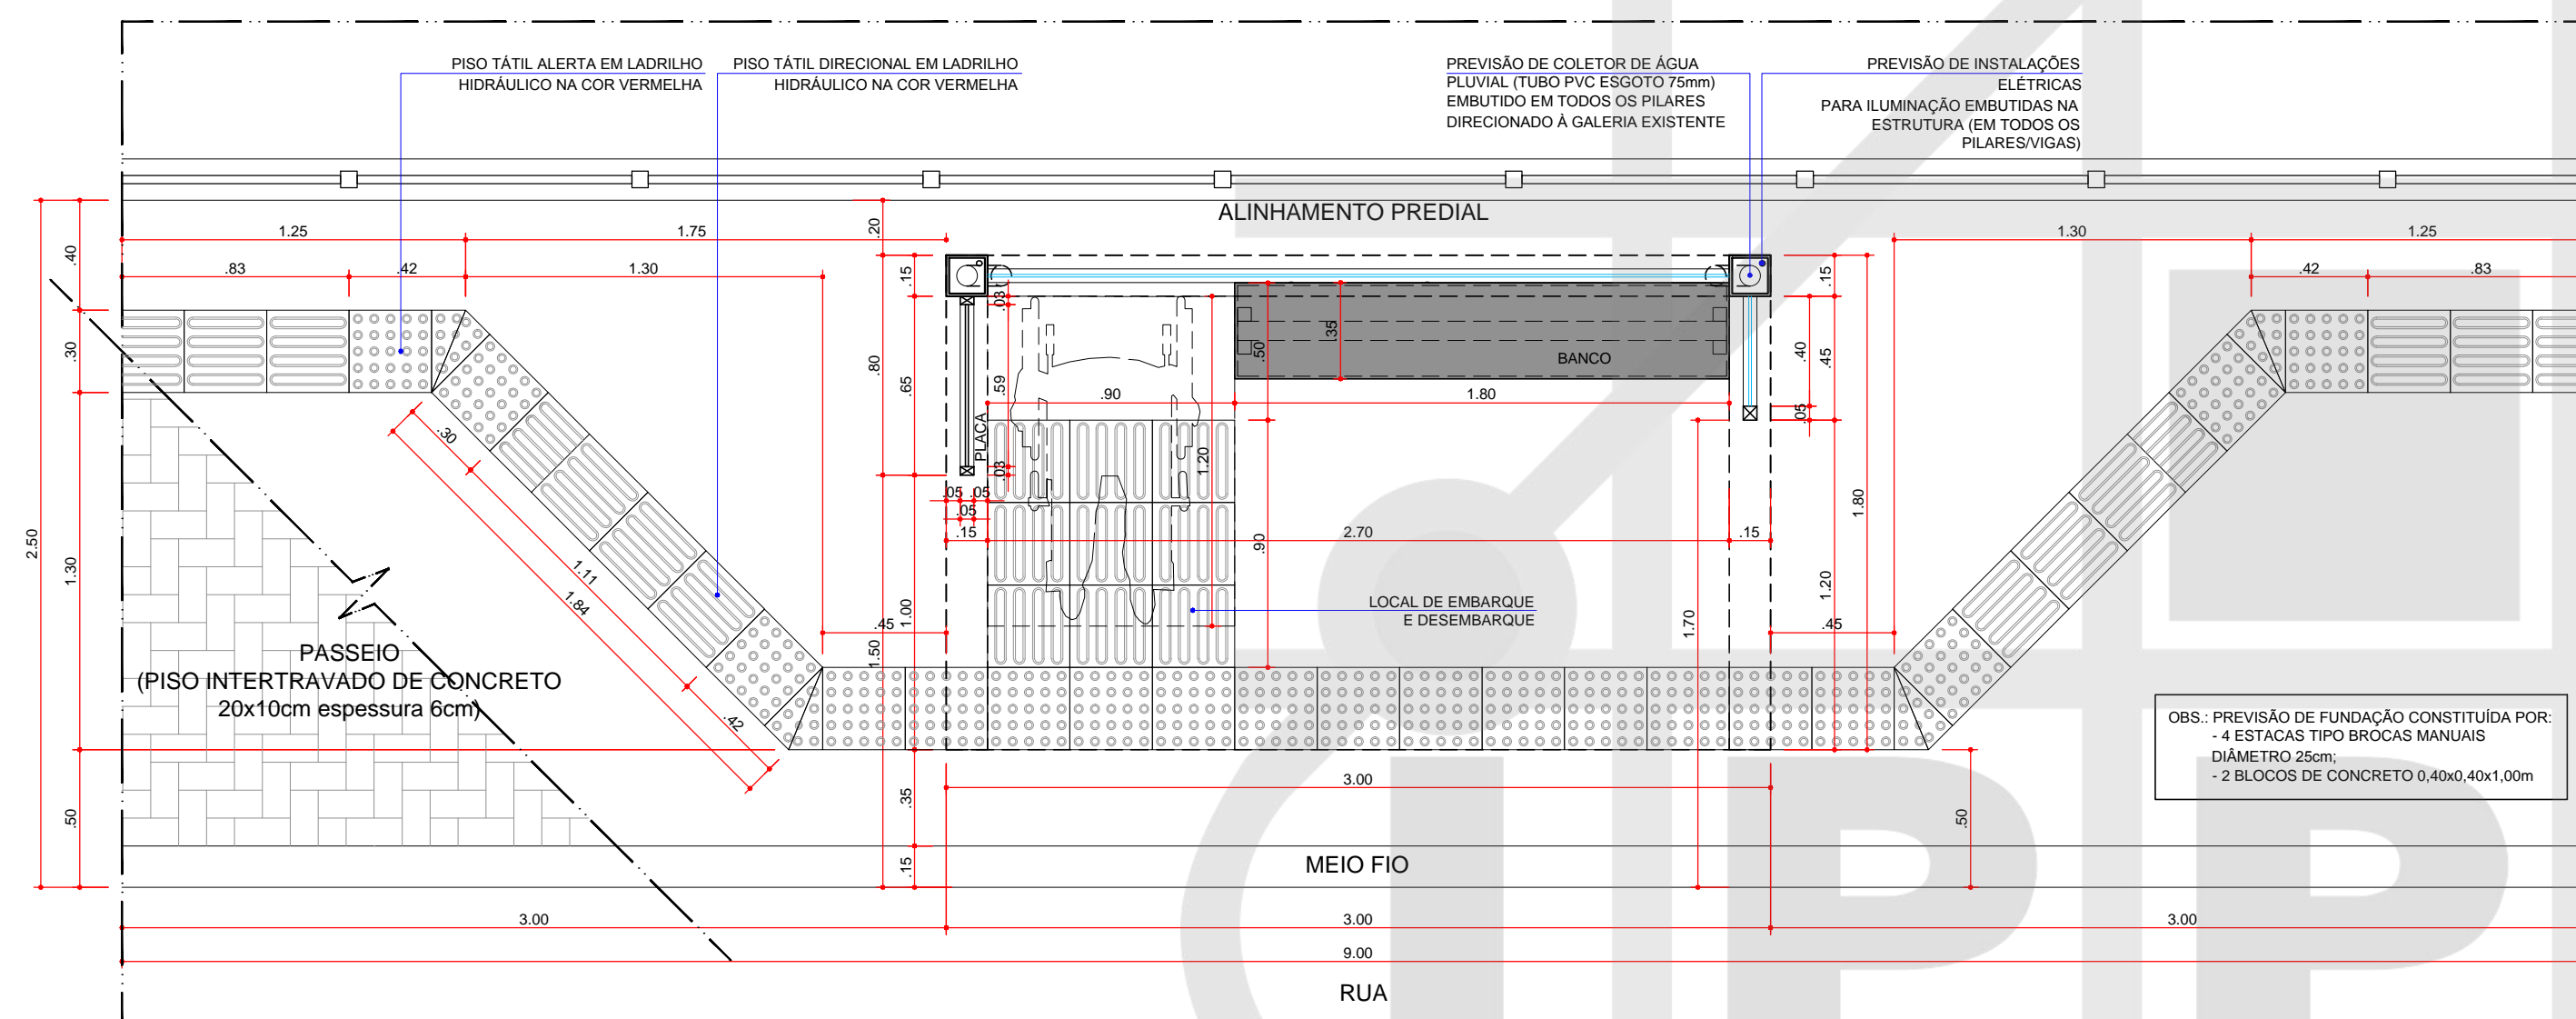 PISO TÁTIL ALERTA EM LADRILHO
HIDRÁULICO NA COR VERMELHA
PISO TÁTIL DIRECIONAL EM LADRILHO
HIDRÁULICO NA COR VERMELHA
PREVISÃO DE COLETOR DE ÁGUA
PLUVIAL (TUBO PVC ESGOTO 75mm)
EMBUTIDO EM TODOS OS PILARES
DIRECIONADO À GALERIA EXISTENTE
PREVISÃO DE INSTALAÇÕES
ELÉTRICAS
PARA ILUMINAÇÃO EMBUTIDAS NA
ESTRUTURA (EM TODOS OS
PILARES/VIGAS)
ALINHAMENTO PREDIAL
1.25
1.75
.20
1.30
1.25
.40
.83
.42
1.30
.15
.03
.15
.42
.83
.30
.80
.65
.59
.50
.35
BANCO
.40
.45
.90
1.80
.05
PLACA
.03
1.20
.30
.05
.05
.05
.15
2.70
.15
1.80
.90
2.50
1.30
1.11
1.84
1.00
1.20
LOCAL DE EMBARQUE
E DESEMBARQUE
.45
1.70
.45
1.50
PASSEIO
(PISO INTERTRAVADO DE CONCRETO
20x10cm espessura 6cm)
.42
OBS.: PREVISÃO DE FUNDAÇÃO CONSTITUÍDA POR:
- 4 ESTACAS TIPO BROCAS MANUAIS
DIÂMETRO 25cm;
- 2 BLOCOS DE CONCRETO 0,40x0,40x1,00m
3.00
.50
.35
.50
.15
MEIO FIO
3.00
3.00
3.00
9.00
RUA
IPP